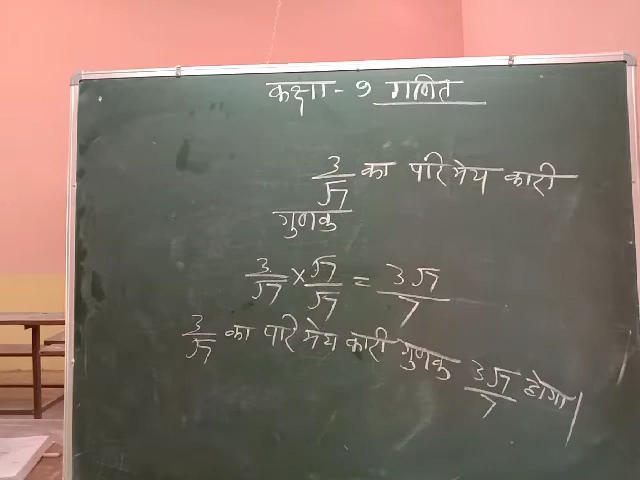 कक्षा - 9 गणित
3/√7 का परिमेय कारी
गुणक
3/√7 × √7/√7 = 3√7/7
3/√7 का परिमेय कारी गुणक 3√7/7 होगा|